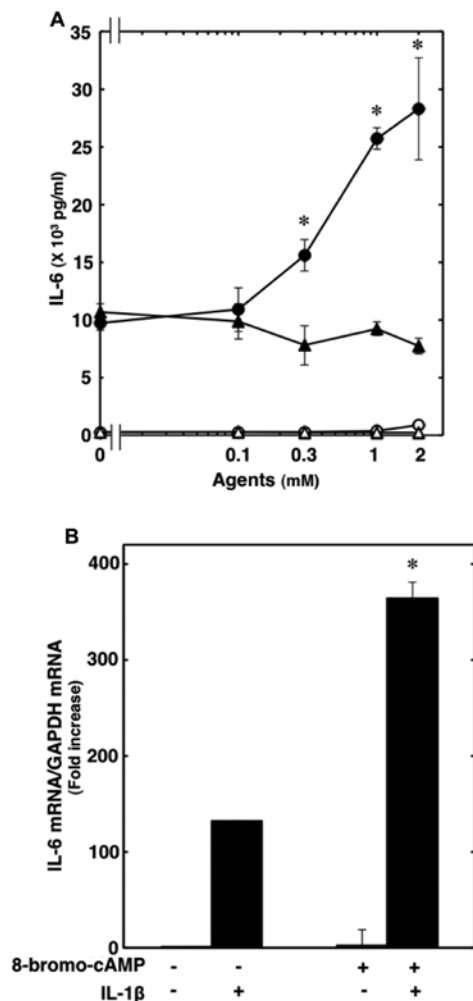 A
35
*
30
*
25
20
*
15
10
5
0
IL-6 (X 10³ pg/ml)
0 0.1 0.3 1 2
Agents (mM)
B
*
400
300
200
100
0
IL-6 mRNA/GAPDH mRNA
(Fold increase)
8-bromo-cAMP - - + +
IL-1β - + - +